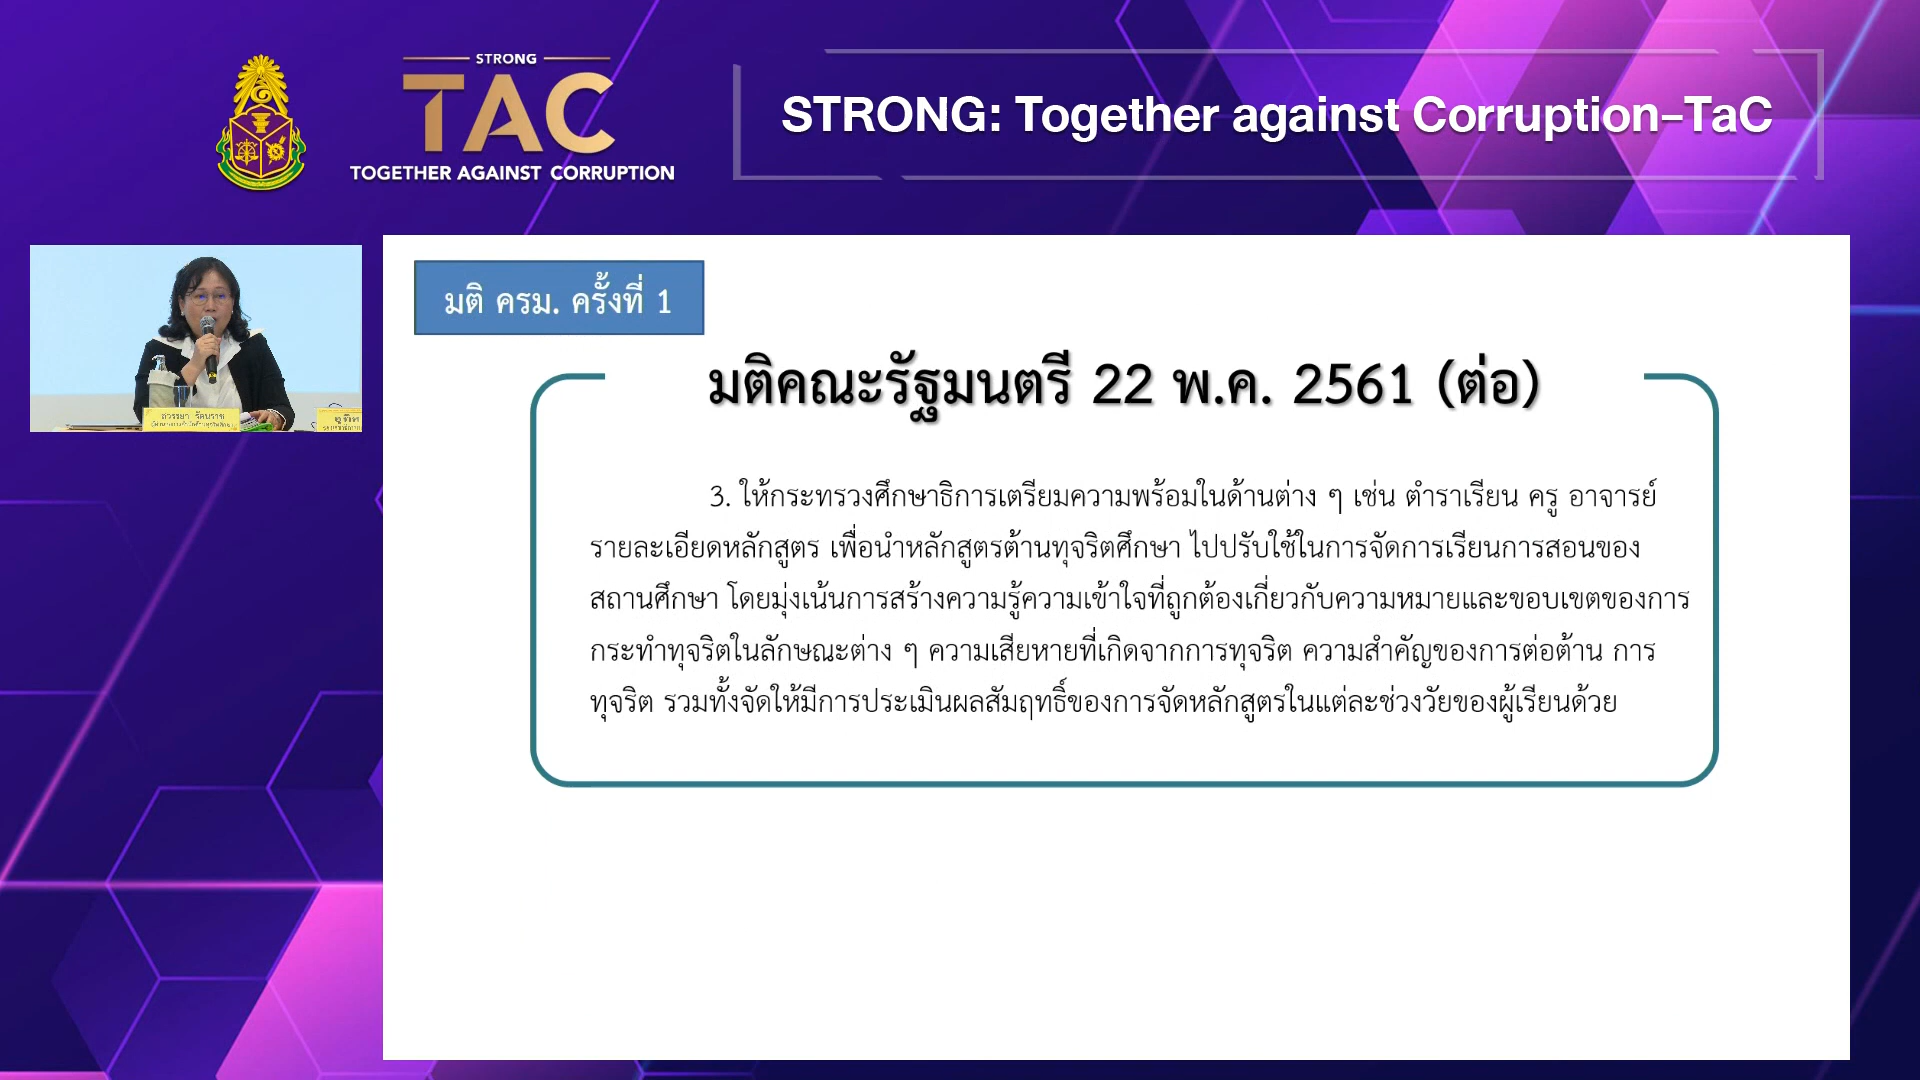 STRONG
TAC
TOGETHER AGAINST CORRUPTION
STRONG: Together against Corruption–TaC
มติ ครม. ครั้งที่ 1
มติคณะรัฐมนตรี 22 พ.ค. 2561 (ต่อ)
3. ให้กระทรวงศึกษาธิการเตรียมความพร้อมในด้านต่าง ๆ เช่น ตำราเรียน ครู อาจารย์
รายละเอียดหลักสูตร เพื่อนำหลักสูตรต้านทุจริตศึกษา ไปปรับใช้ในการจัดการเรียนการสอนของ
สถานศึกษา โดยมุ่งเน้นการสร้างความรู้ความเข้าใจที่ถูกต้องเกี่ยวกับความหมายและขอบเขตของการ
กระทำทุจริตในลักษณะต่าง ๆ ความเสียหายที่เกิดจากการทุจริต ความสำคัญของการต่อต้าน การ
ทุจริต รวมทั้งจัดให้มีการประเมินผลสัมฤทธิ์ของการจัดหลักสูตรในแต่ละช่วงวัยของผู้เรียนด้วย